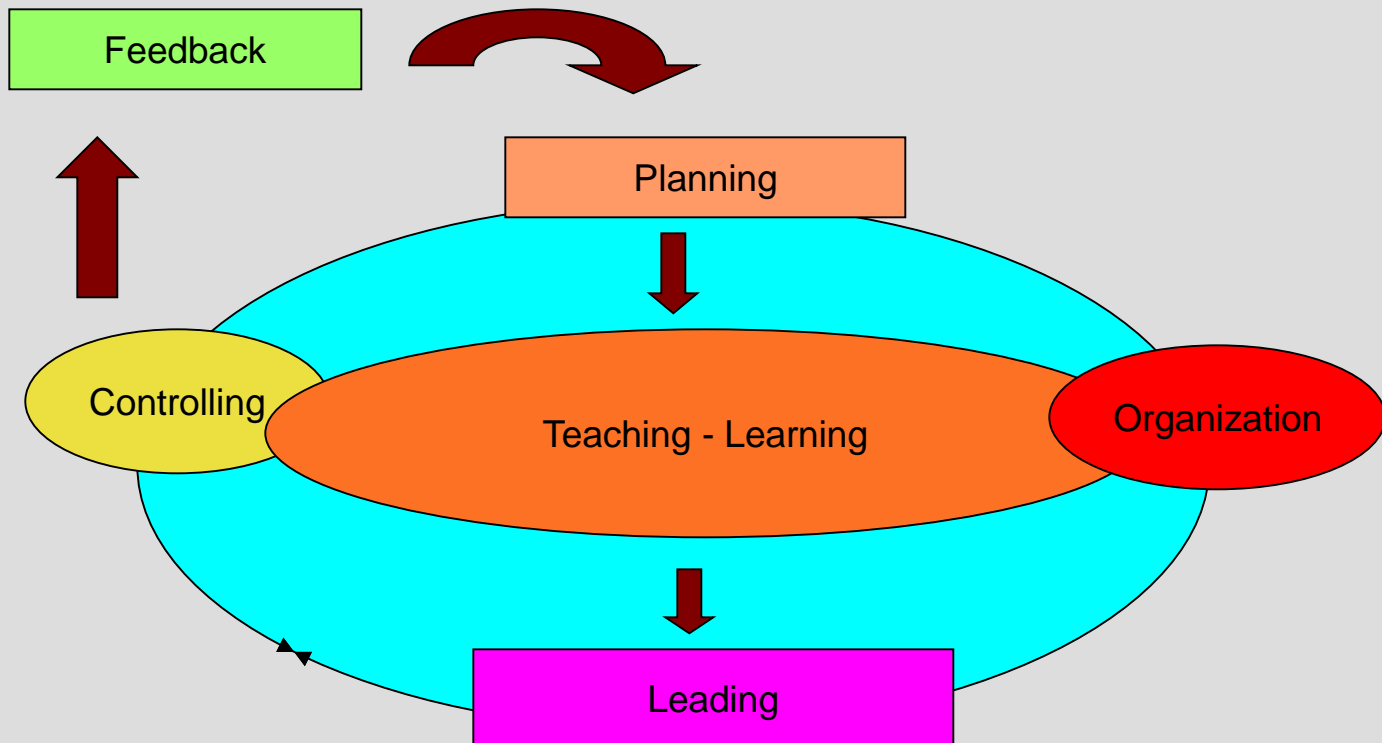 Feedback
Planning
Controlling
Teaching - Learning
Organization
Leading